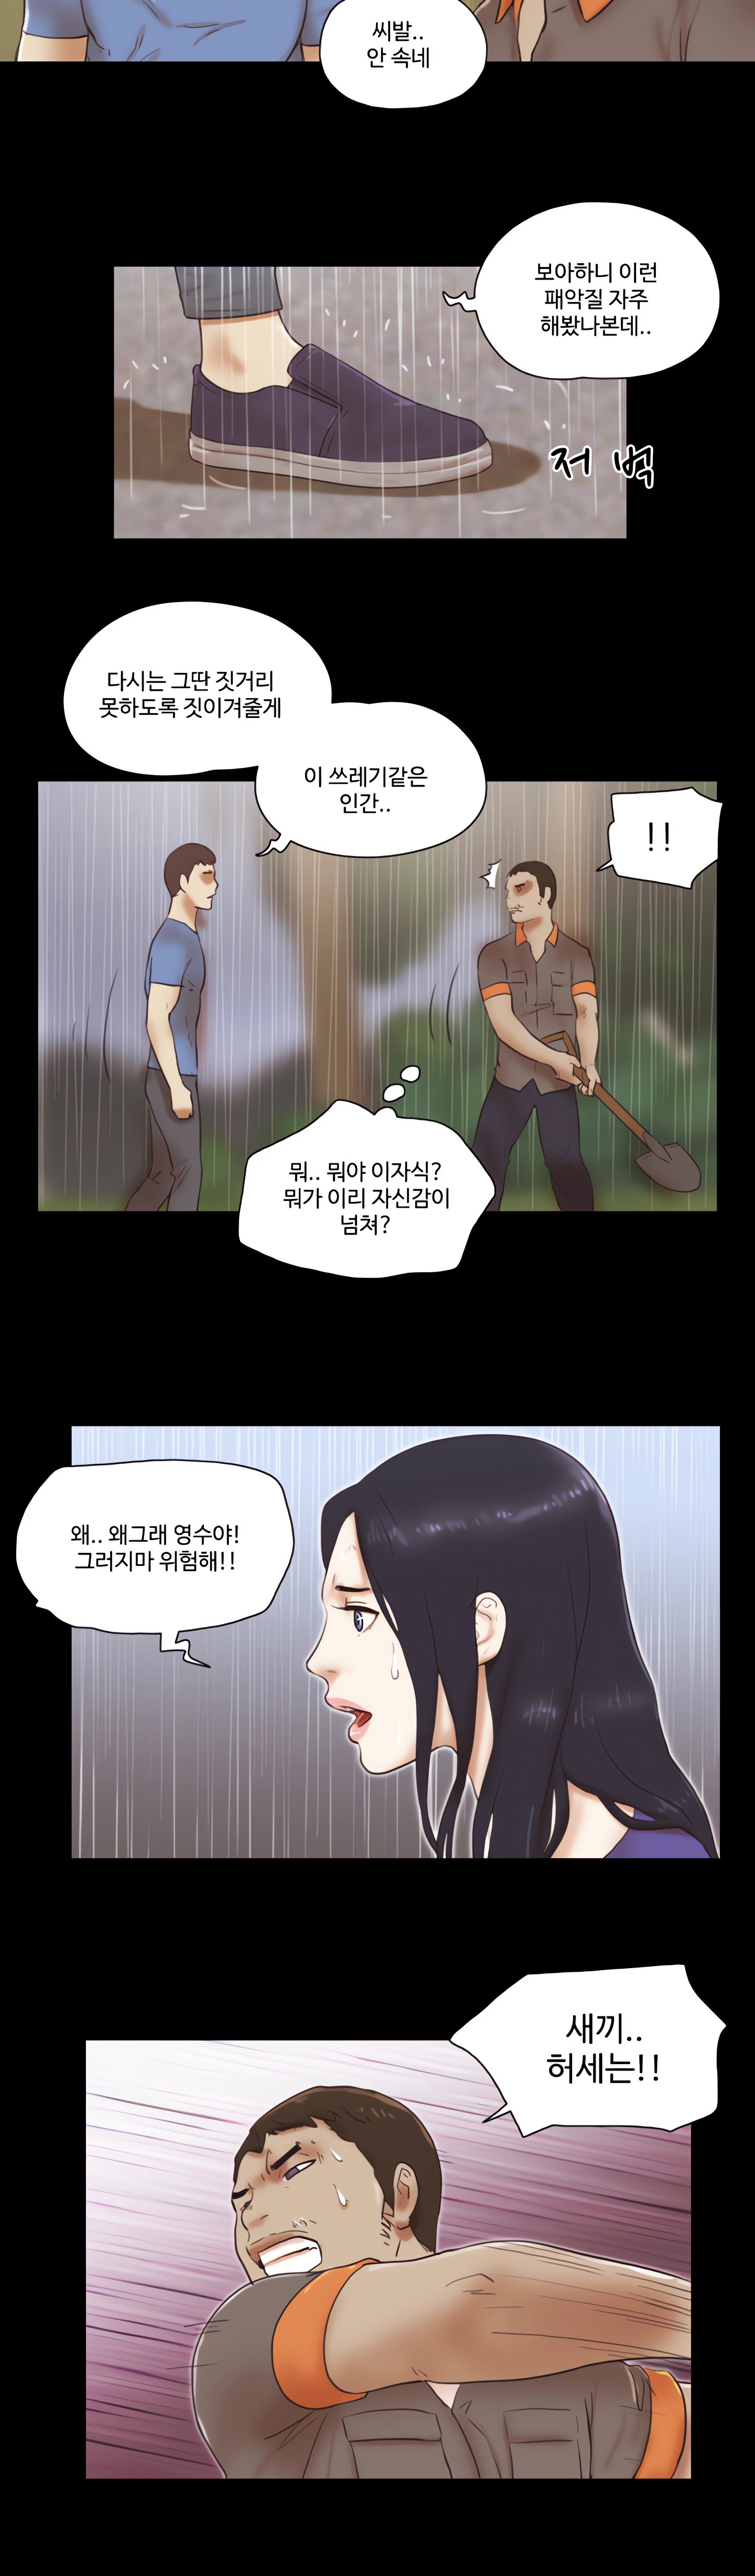 씨발..
안 속네
보아하니 이런
패악질 자주
해봤나본데..
저 벅
다시는 그딴 짓거리
못하도록 짓이겨줄게
이 쓰레기같은
인간..
!!
뭐.. 뭐야 이자식?
뭐가 이리 자신감이
넘쳐?
왜.. 왜그래 영수야!
그러지마 위험해!!
새끼..
허세는!!